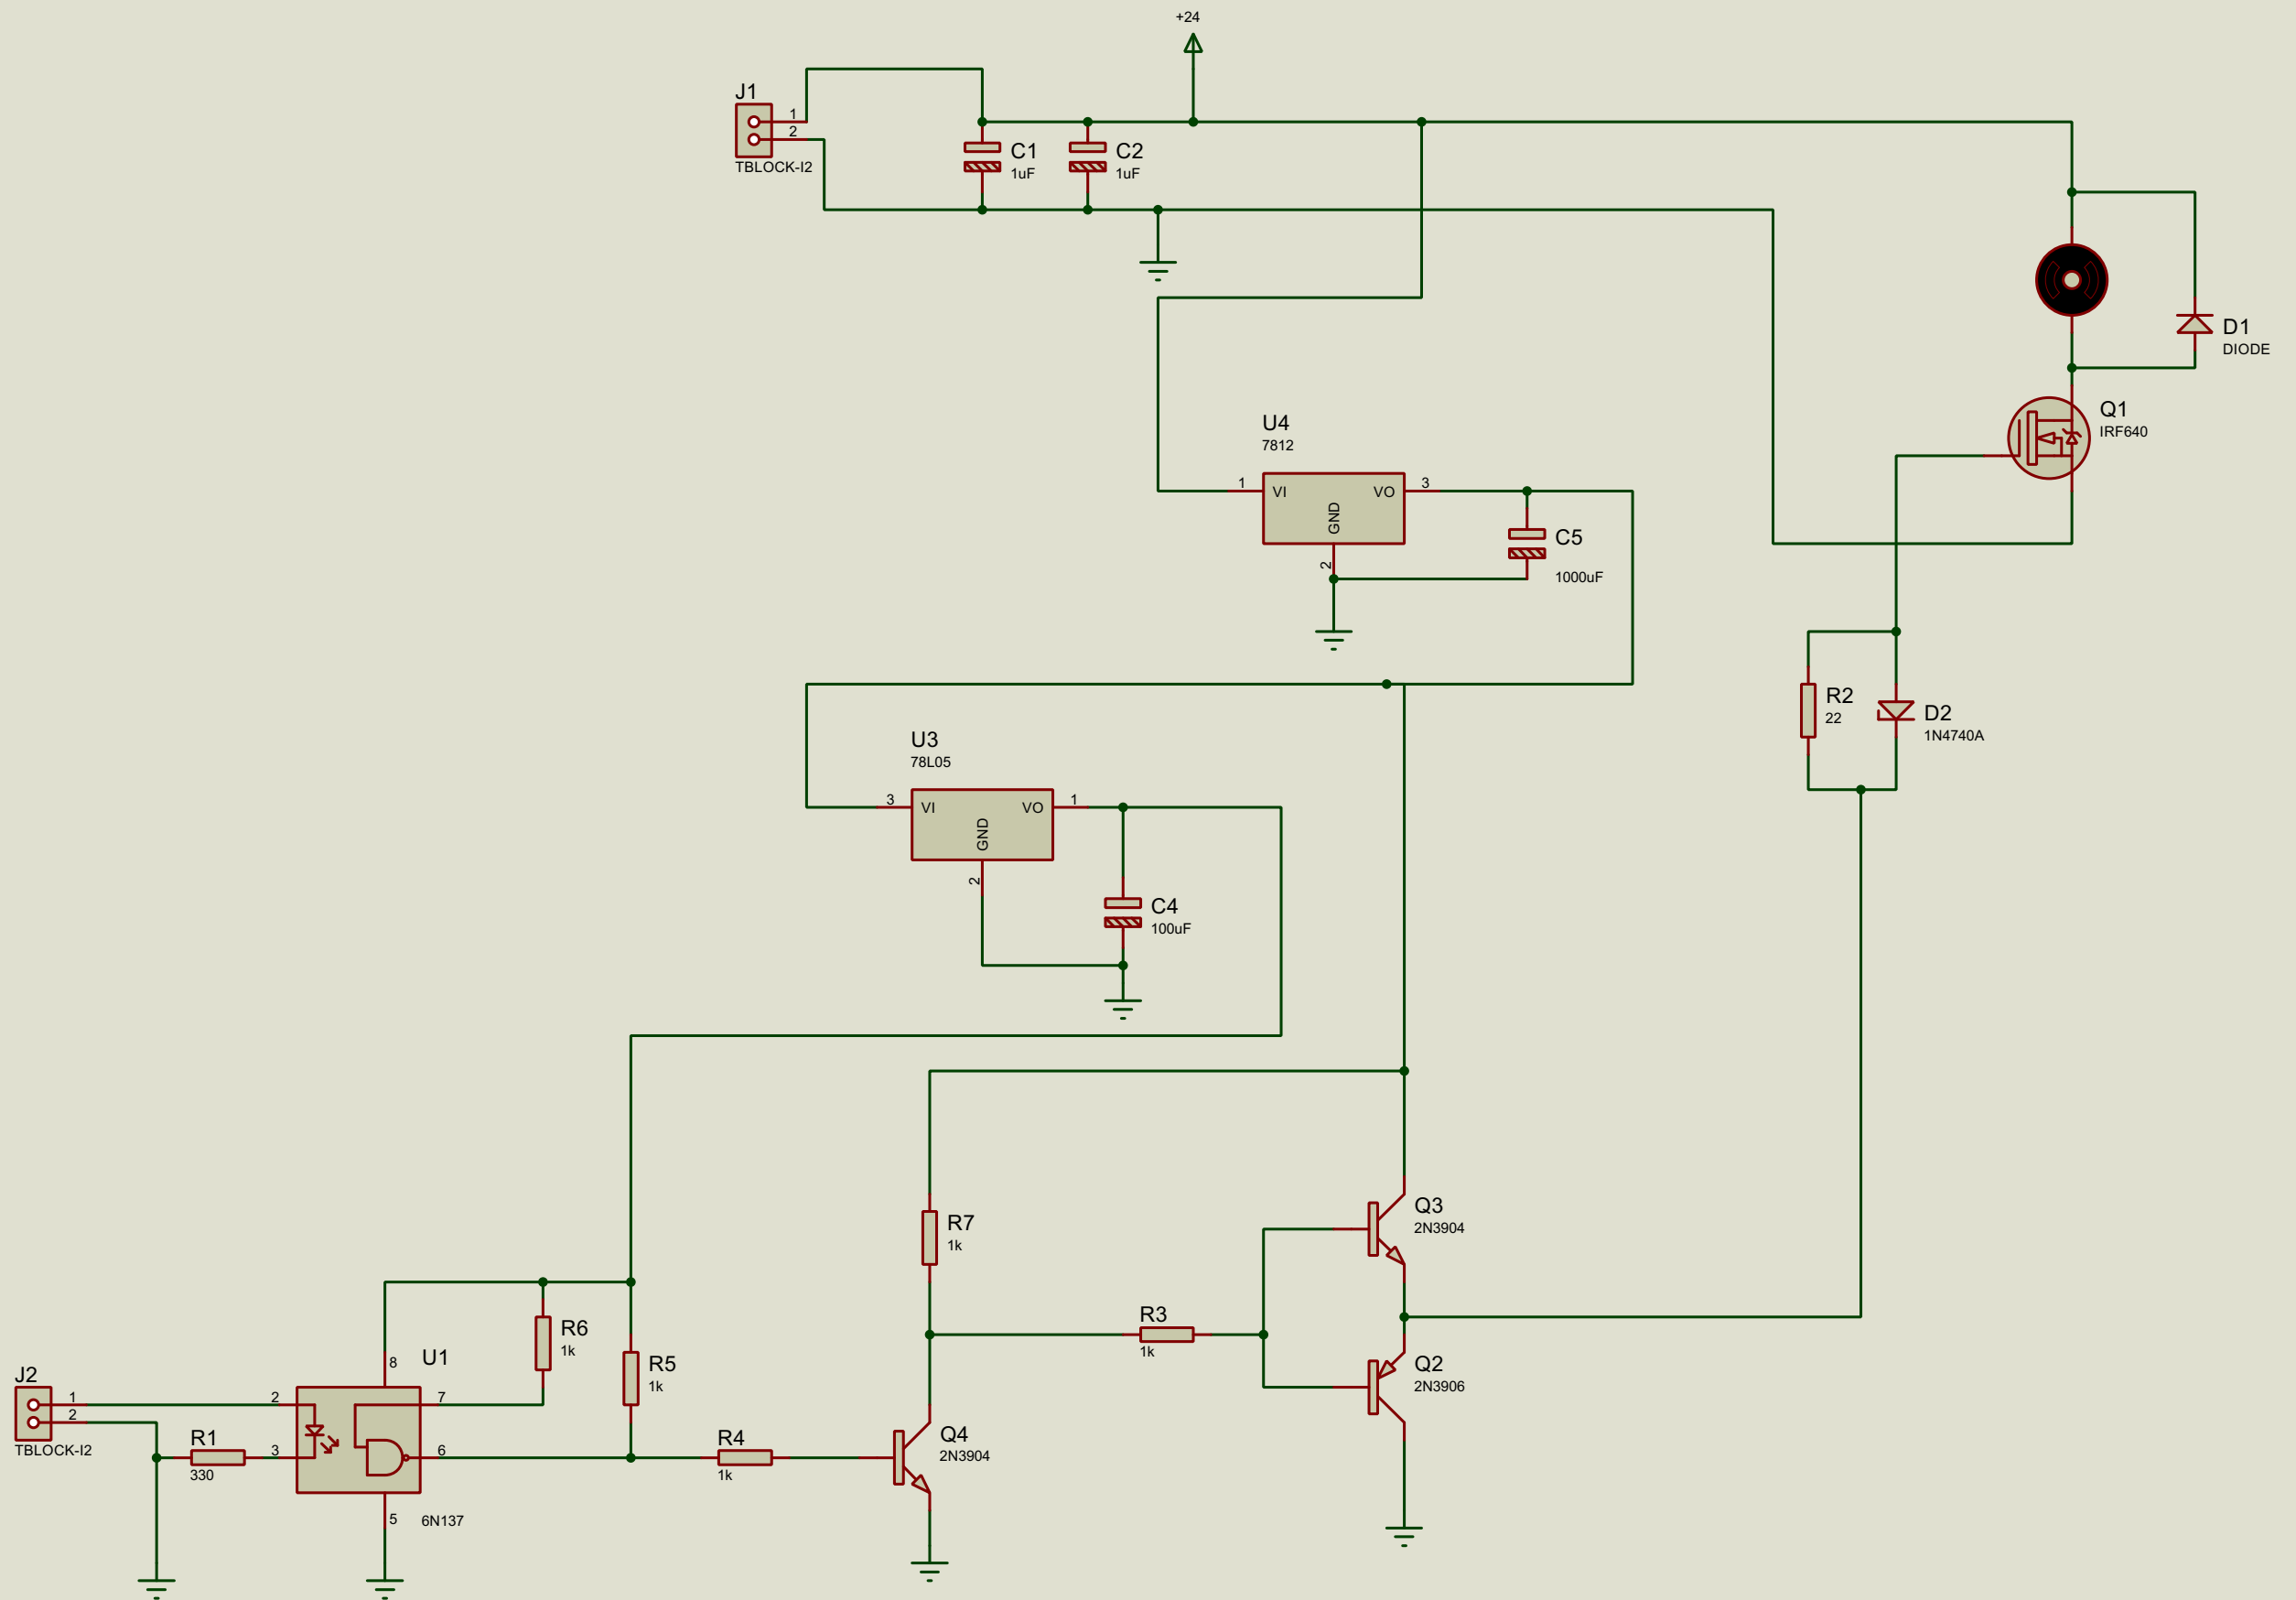 +24
J1
1
2
TBLOCK-I2
C1
1uF
C2
1uF
D1
DIODE
Q1
IRF640
U4
7812
1
VI
VO
3
GND
2
C5
1000uF
R2
22
D2
1N4740A
U3
78L05
3
VI
VO
1
GND
2
C4
100uF
R7
1k
Q3
2N3904
R3
1k
Q2
2N3906
R6
1k
R5
1k
U1
8
J2
1
2
TBLOCK-I2
2
7
R1
330
3
6
R4
1k
Q4
2N3904
5
6N137